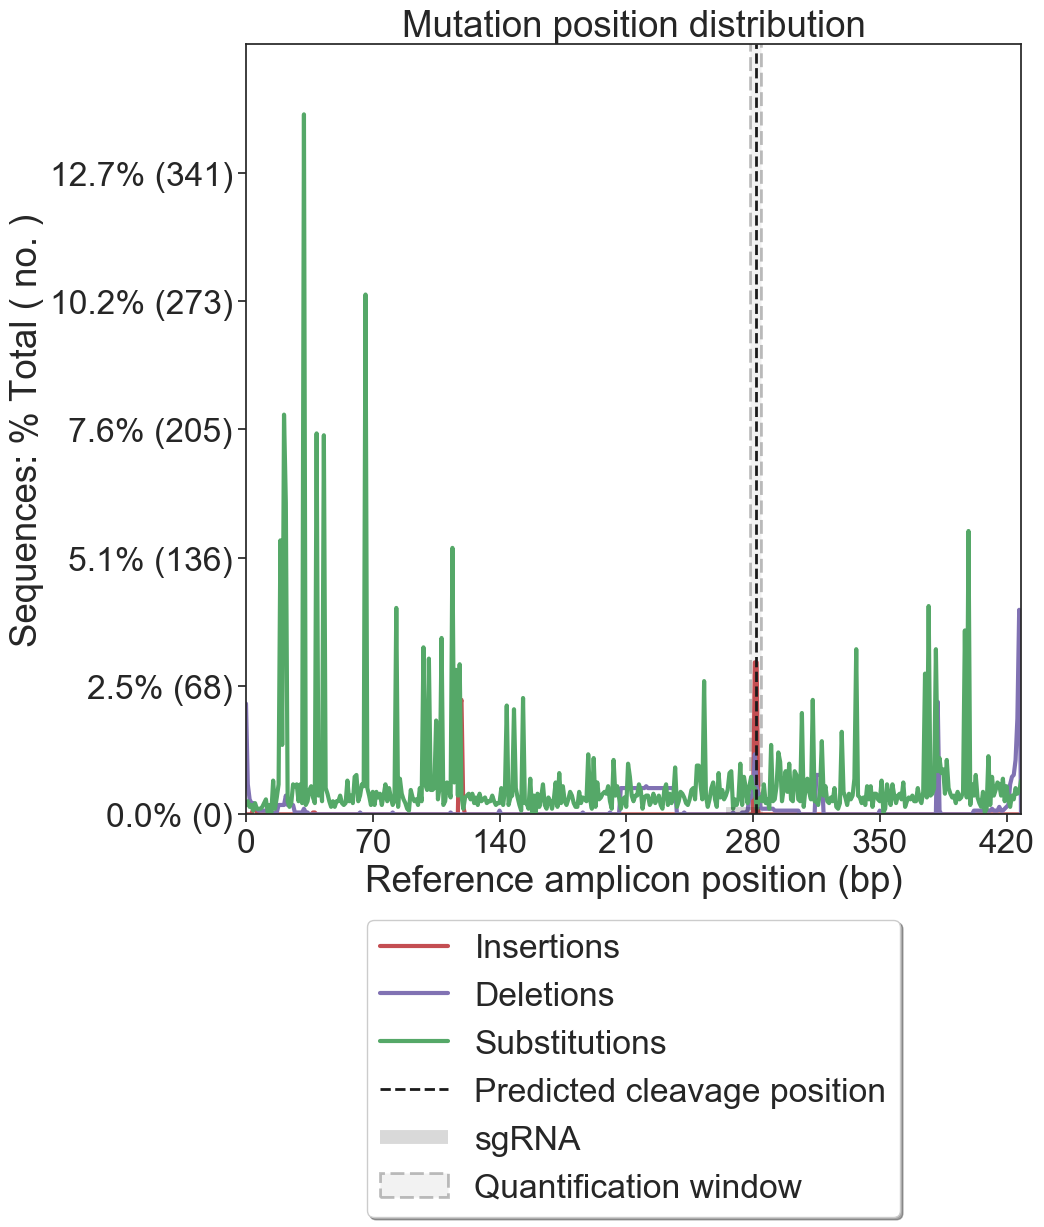 Mutation position distribution
Sequences: % Total ( no. )
12.7% (341)
10.2% (273)
7.6% (205)
5.1% (136)
2.5% (68)
0.0% (0)
0 70 140 210 280 350 420
Reference amplicon position (bp)
Insertions
Deletions
Substitutions
Predicted cleavage position
sgRNA
Quantification window